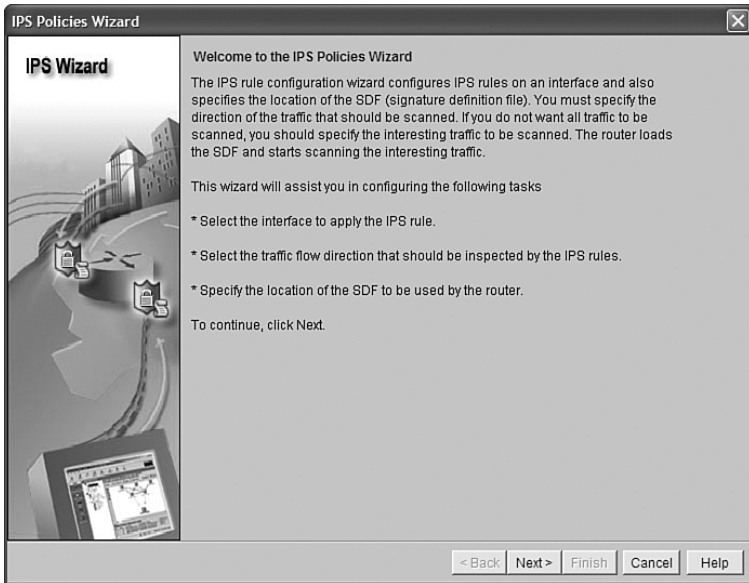 IPS Policies Wizard
IPS Wizard
Welcome to the IPS Policies Wizard
The IPS rule configuration wizard configures IPS rules on an interface and also
specifies the location of the SDF (signature definition file). You must specify the
direction of the traffic that should be scanned. If you do not want all traffic to be
scanned, you should specify the interesting traffic to be scanned. The router loads
the SDF and starts scanning the interesting traffic.
This wizard will assist you in configuring the following tasks
* Select the interface to apply the IPS rule.
* Select the traffic flow direction that should be inspected by the IPS rules.
* Specify the location of the SDF to be used by the router.
To continue, click Next.
< Back Next > Finish Cancel Help